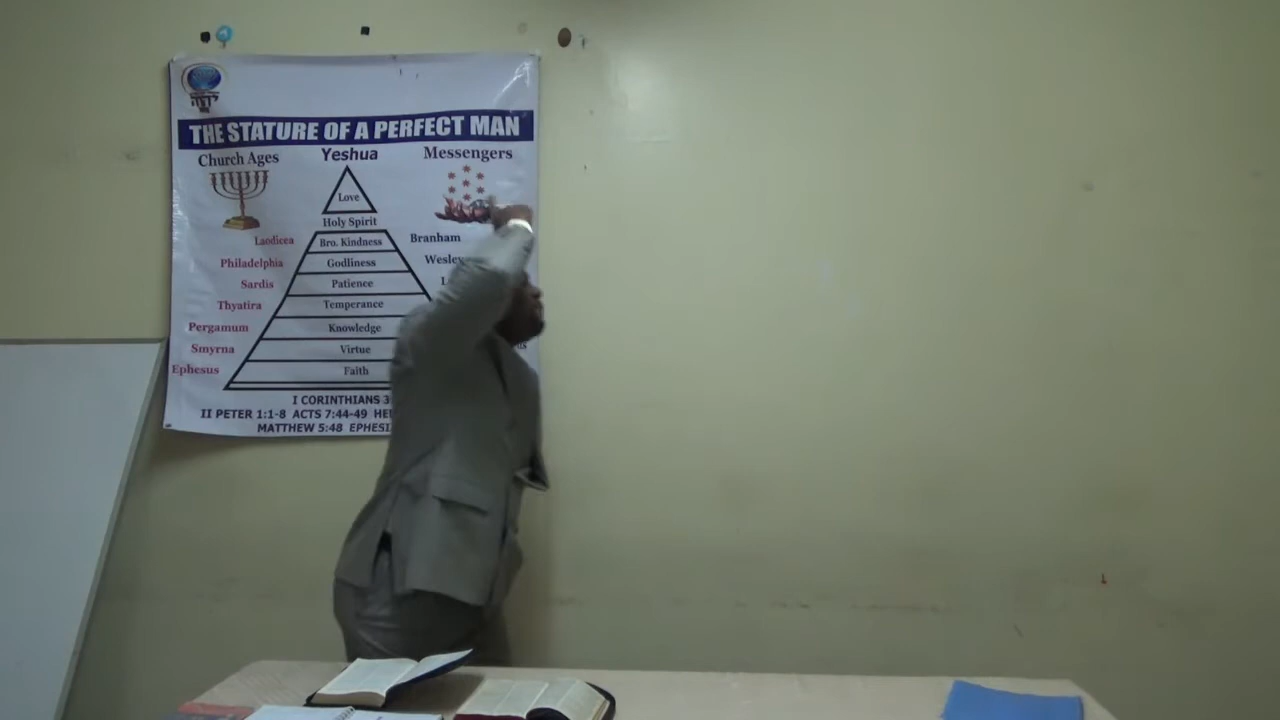 יהוה
THE STATURE OF A PERFECT MAN
Church Ages Yeshua Messengers
Love
Holy Spirit
Laodicea Bro. Kindness Branham
Philadelphia Godliness Wesley
Sardis Patience
Thyatira Temperance
Pergamum Knowledge
Smyrna Virtue
Ephesus Faith
I CORINTHIANS
II PETER 1:1-8 ACTS 7:44-49
MATTHEW 5:48